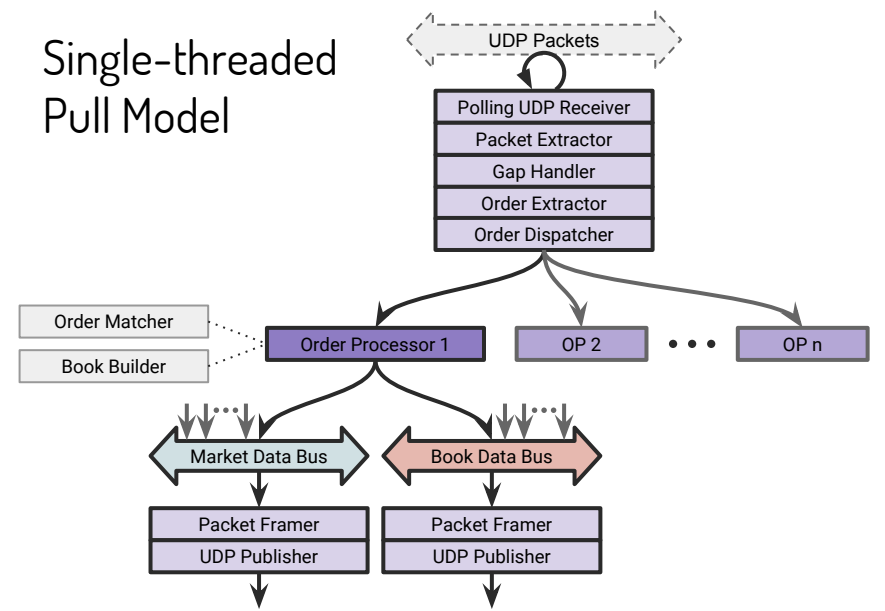 Single-threaded
Pull Model
UDP Packets
Polling UDP Receiver
Packet Extractor
Gap Handler
Order Extractor
Order Dispatcher
Order Matcher
Book Builder
Order Processor 1
OP 2
OP n
Market Data Bus
Book Data Bus
Packet Framer
UDP Publisher
Packet Framer
UDP Publisher